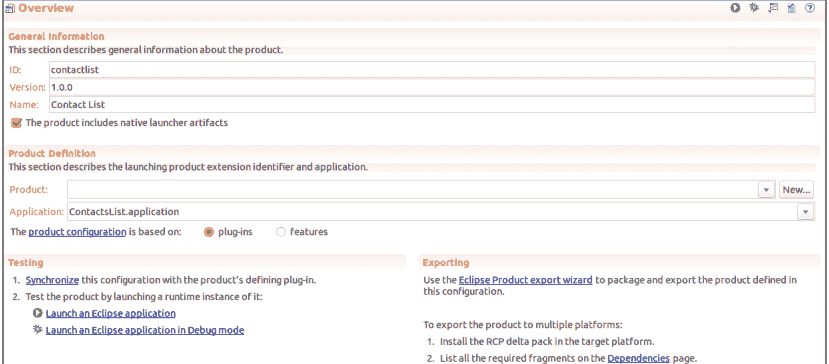 Overview
General Information
This section describes general information about the product.
ID: contactlist
Version: 1.0.0
Name: Contact List
The product includes native launcher artifacts
Product Definition
This section describes the launching product extension identifier and application.
Product: New...
Application: ContactsList.application
The product configuration is based on: plug-ins features
Testing
1. Synchronize this configuration with the product's defining plug-in.
2. Test the product by launching a runtime instance of it:
Launch an Eclipse application
Launch an Eclipse application in Debug mode
Exporting
Use the Eclipse Product export wizard to package and export the product defined in
this configuration.
To export the product to multiple platforms:
1. Install the RCP delta pack in the target platform.
2. List all the required fragments on the Dependencies page.